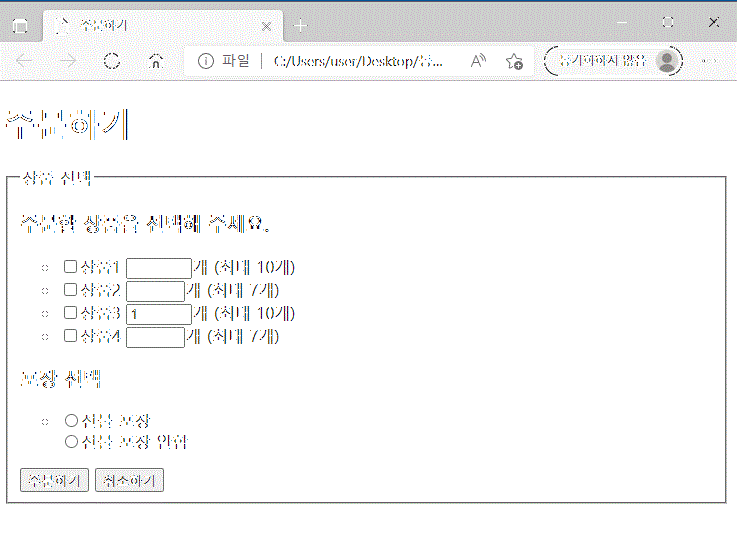 주문하기
파일 C:/Users/user/Desktop/응... 동기화하지 않음
주문하기
상품 선택
주문할 상품을 선택해 주세요.
상품1 개 (최대 10개)
상품2 개 (최대 7개)
상품3 1 개 (최대 10개)
상품4 개 (최대 7개)
포장 선택
선물 포장
선물 포장 안함
주문하기 취소하기